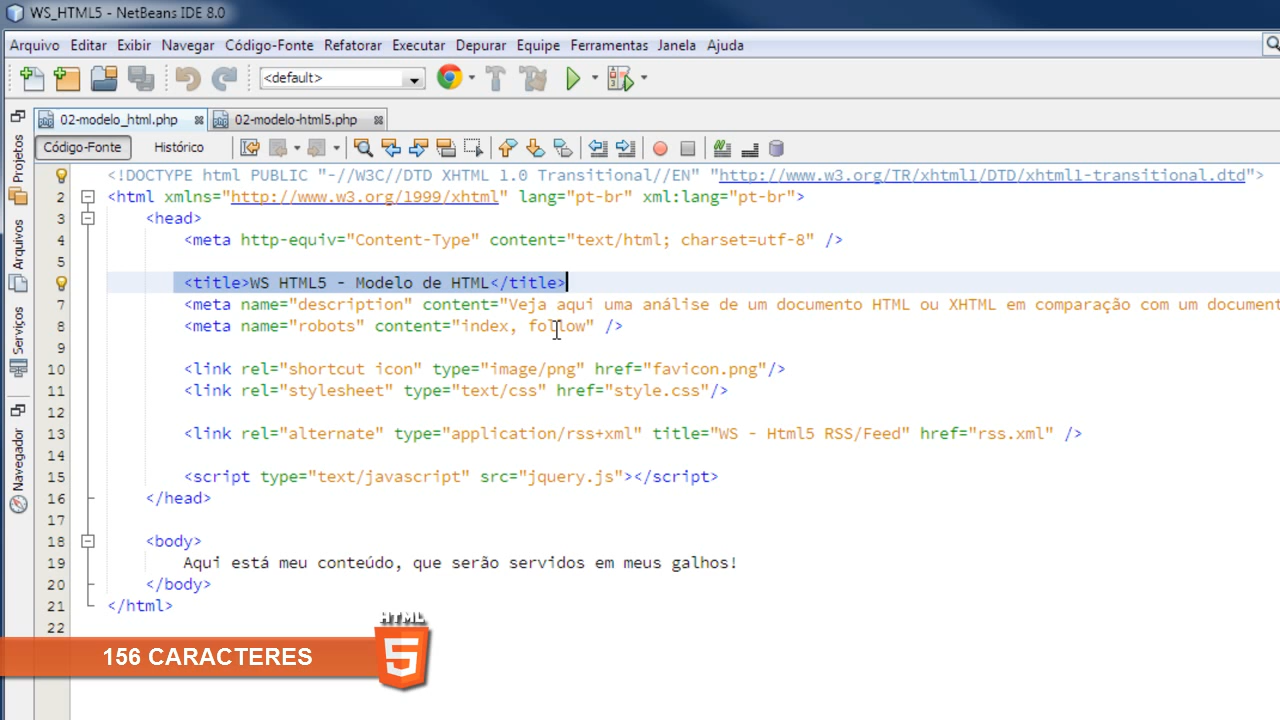 WS_HTML5 - NetBeans IDE 8.0
Arquivo Editar Exibir Navegar Código-Fonte Refatorar Executar Depurar Equipe Ferramentas Janela Ajuda
<default>
02-modelo_html.php 02-modelo-html5.php
Código-Fonte Histórico
Projetos
Arquivos
Serviços
Navegador
<!DOCTYPE html PUBLIC "-//W3C//DTD XHTML 1.0 Transitional//EN" "http://www.w3.org/TR/xhtml1/DTD/xhtml1-transitional.dtd">
2 <html xmlns="http://www.w3.org/1999/xhtml" lang="pt-br" xml:lang="pt-br">
3 <head>
4 <meta http-equiv="Content-Type" content="text/html; charset=utf-8" />
5
<title>WS HTML5 - Modelo de HTML</title>
7 <meta name="description" content="Veja aqui uma análise de um documento HTML ou XHTML em comparação com um document
8 <meta name="robots" content="index, follow" />
9
10 <link rel="shortcut icon" type="image/png" href="favicon.png"/>
11 <link rel="stylesheet" type="text/css" href="style.css"/>
12
13 <link rel="alternate" type="application/rss+xml" title="WS - Html5 RSS/Feed" href="rss.xml" />
14
15 <script type="text/javascript" src="jquery.js"></script>
16 </head>
17
18 <body>
19 Aqui está meu conteúdo, que serão servidos em meus galhos!
20 </body>
21 </html>
22
HTML
5
156 CARACTERES